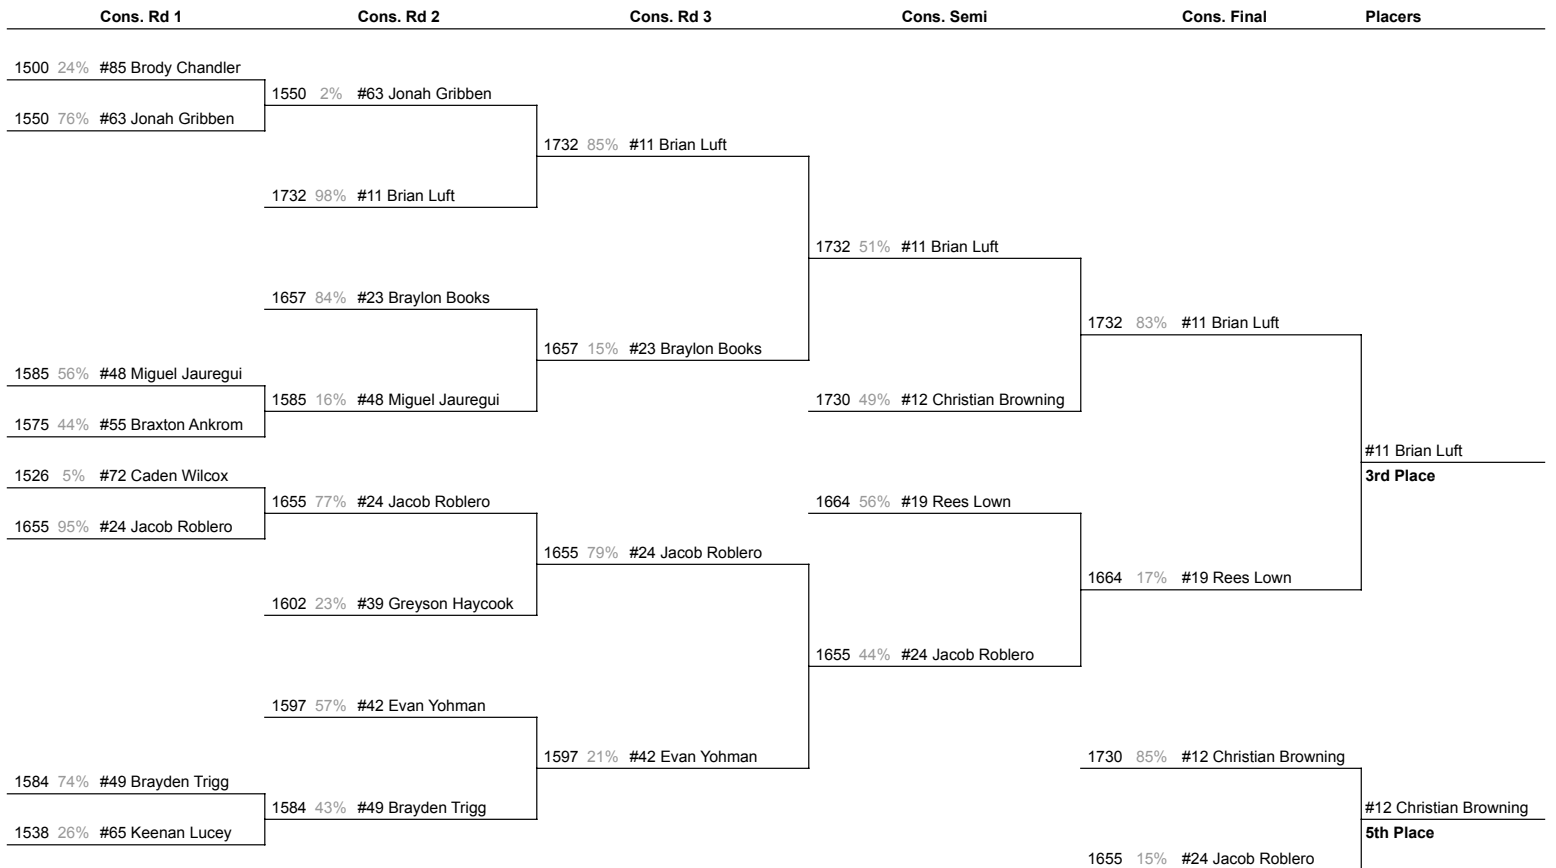 Cons. Rd 1 Cons. Rd 2 Cons. Rd 3 Cons. Semi Cons. Final Placers
1500 24% #85 Brody Chandler
1550 2% #63 Jonah Gribben
1550 76% #63 Jonah Gribben
1732 85% #11 Brian Luft
1732 98% #11 Brian Luft
1732 51% #11 Brian Luft
1657 84% #23 Braylon Books
1732 83% #11 Brian Luft
1657 15% #23 Braylon Books
1585 56% #48 Miguel Jauregui
1585 16% #48 Miguel Jauregui
1730 49% #12 Christian Browning
1575 44% #55 Braxton Ankrom
#11 Brian Luft
1526 5% #72 Caden Wilcox
3rd Place
1655 77% #24 Jacob Roblero
1664 56% #19 Rees Lown
1655 95% #24 Jacob Roblero
1655 79% #24 Jacob Roblero
1664 17% #19 Rees Lown
1602 23% #39 Greyson Haycook
1655 44% #24 Jacob Roblero
1597 57% #42 Evan Yohman
1597 21% #42 Evan Yohman
1730 85% #12 Christian Browning
1584 74% #49 Brayden Trigg
1584 43% #49 Brayden Trigg
#12 Christian Browning
1538 26% #65 Keenan Lucey
5th Place
1655 15% #24 Jacob Roblero